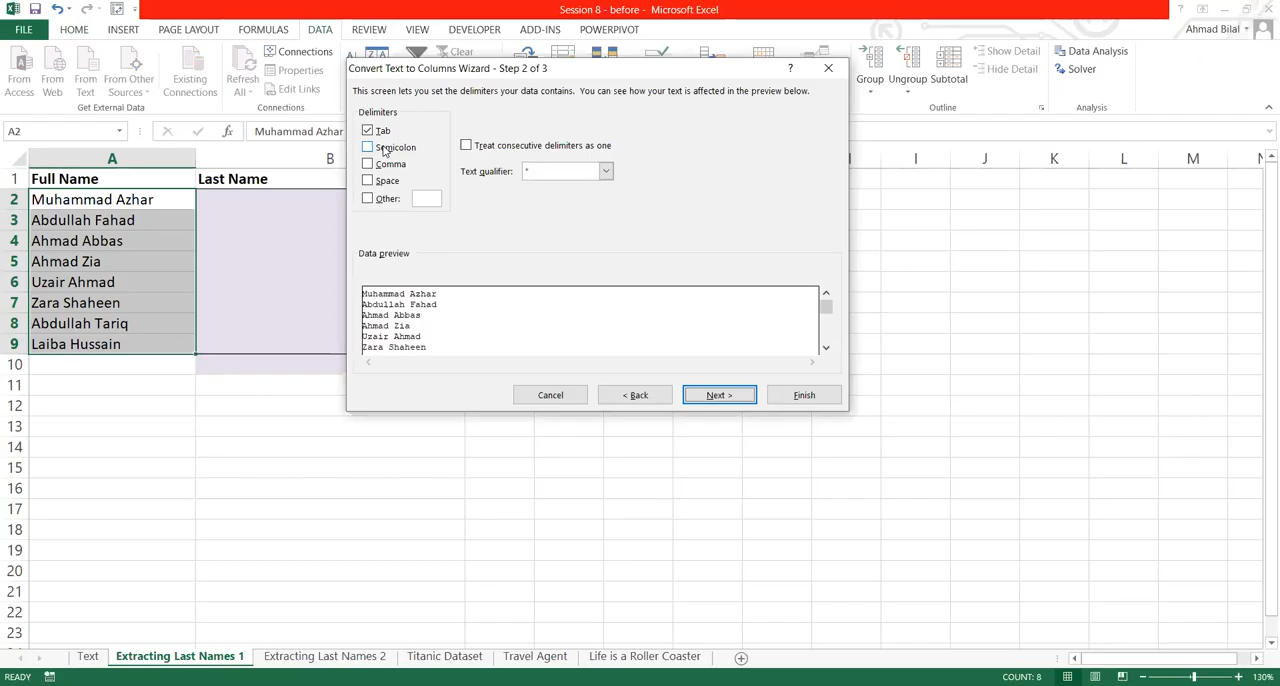 Session 8 - before - Microsoft Excel
FILE HOME INSERT PAGE LAYOUT FORMULAS DATA REVIEW VIEW DEVELOPER ADD-INS POWERPIVOT Ahmad Bilal
From Access
From Web
From Text
From Other Sources
Get External Data
Existing Connections
Refresh All
Connections
Properties
Edit Links
Connections
Clear
Group
Ungroup
Subtotal
Show Detail
Hide Detail
Outline
Data Analysis
Solver
Analysis
A2
fx
Muhammad Azhar
Convert Text to Columns Wizard - Step 2 of 3
?
This screen lets you set the delimiters your data contains. You can see how your text is affected in the preview below.
Delimiters
Tab
Semicolon
Comma
Space
Other:
Treat consecutive delimiters as one
Text qualifier:
Data preview
Muhammad Azhar
Abdullah Fahad
Ahmad Abbas
Ahmad Zia
Uzair Ahmad
Zara Shaheen
Cancel
< Back
Next >
Finish
A B I J K L M N
1 Full Name Last Name
2 Muhammad Azhar
3 Abdullah Fahad
4 Ahmad Abbas
5 Ahmad Zia
6 Uzair Ahmad
7 Zara Shaheen
8 Abdullah Tariq
9 Laiba Hussain
10
11
12
13
14
15
16
17
18
19
20
21
22
23
Text Extracting Last Names 1 Extracting Last Names 2 Titanic Dataset Travel Agent Life is a Roller Coaster
READY COUNT: 8 130%